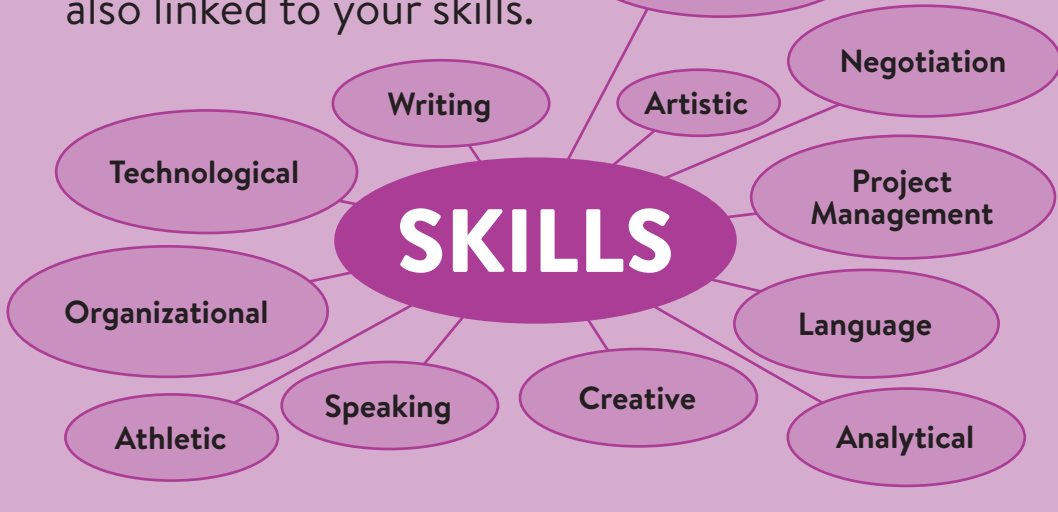 also linked to your skills.
Negotiation
Writing
Artistic
Technological
Project
Management
SKILLS
Organizational
Language
Speaking
Creative
Athletic
Analytical